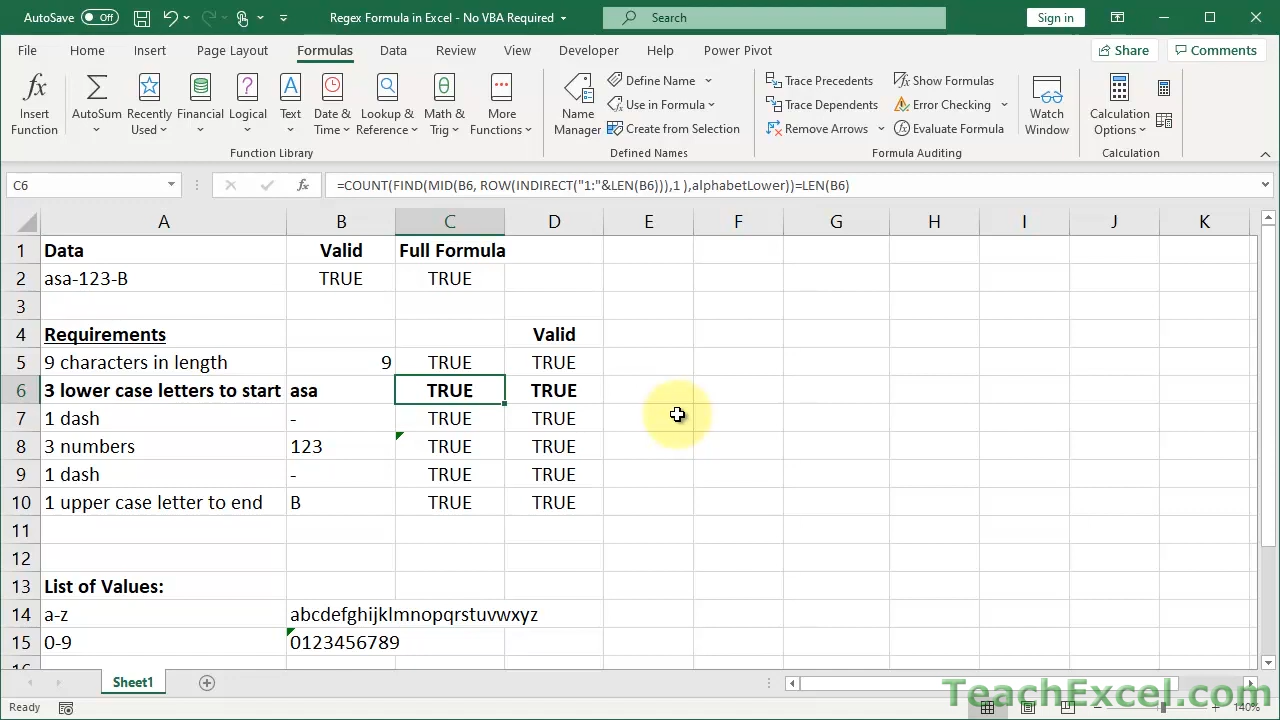 AutoSave Off
Regex Formula in Excel - No VBA Required
Search
Sign in
File Home Insert Page Layout Formulas Data Review View Developer Help Power Pivot Share Comments
Insert Function
AutoSum
Recently Used
Financial
Logical
Text
Date & Time
Lookup & Reference
Math & Trig
More Functions
Function Library
Name Manager
Define Name
Use in Formula
Create from Selection
Defined Names
Trace Precedents
Trace Dependents
Remove Arrows
Show Formulas
Error Checking
Evaluate Formula
Formula Auditing
Watch Window
Calculation Options
Calculation
C6 fx =COUNT(FIND(MID(B6, ROW(INDIRECT("1:"&LEN(B6))),1 ),alphabetLower))=LEN(B6)
A B C D E F G H I J K
1 Data Valid Full Formula
2 asa-123-B TRUE TRUE
3
4 Requirements Valid
5 9 characters in length 9 TRUE TRUE
6 3 lower case letters to start asa TRUE TRUE
7 1 dash - TRUE TRUE
8 3 numbers 123 TRUE TRUE
9 1 dash - TRUE TRUE
10 1 upper case letter to end B TRUE TRUE
11
12
13 List of Values:
14 a-z abcdefghijklmnopqrstuvwxyz
15 0-9 0123456789
16
Sheet1
Ready
140%
TeachExcel.com